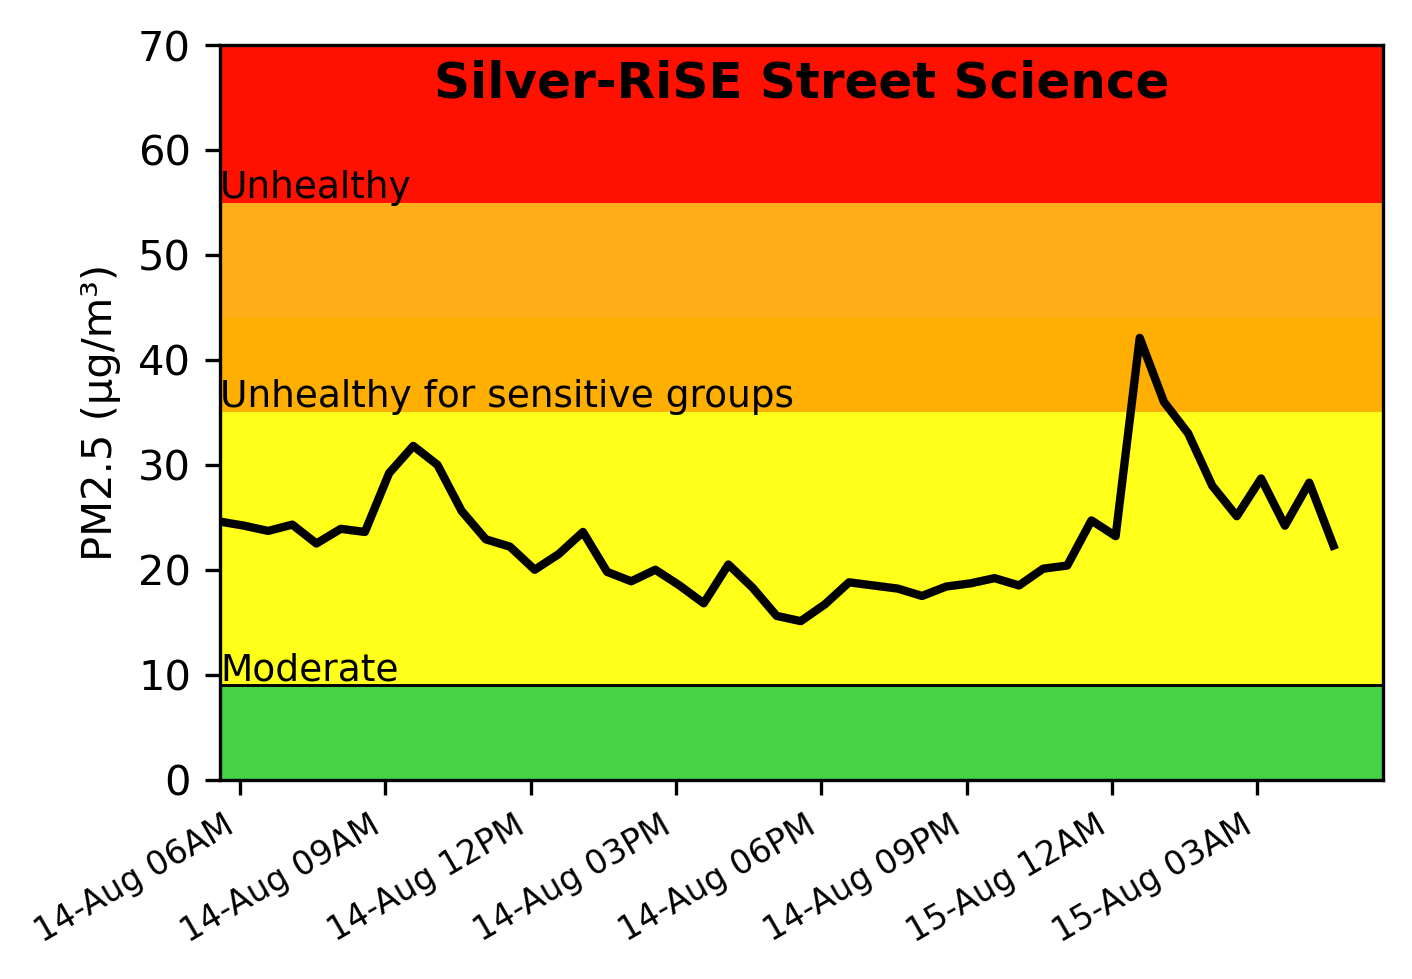 Silver-RiSE Street Science
70
60
50
40
30
20
10
0
PM2.5 (µg/m³)
Unhealthy
Unhealthy for sensitive groups
Moderate
14-Aug 06AM
14-Aug 09AM
14-Aug 12PM
14-Aug 03PM
14-Aug 06PM
14-Aug 09PM
15-Aug 12AM
15-Aug 03AM